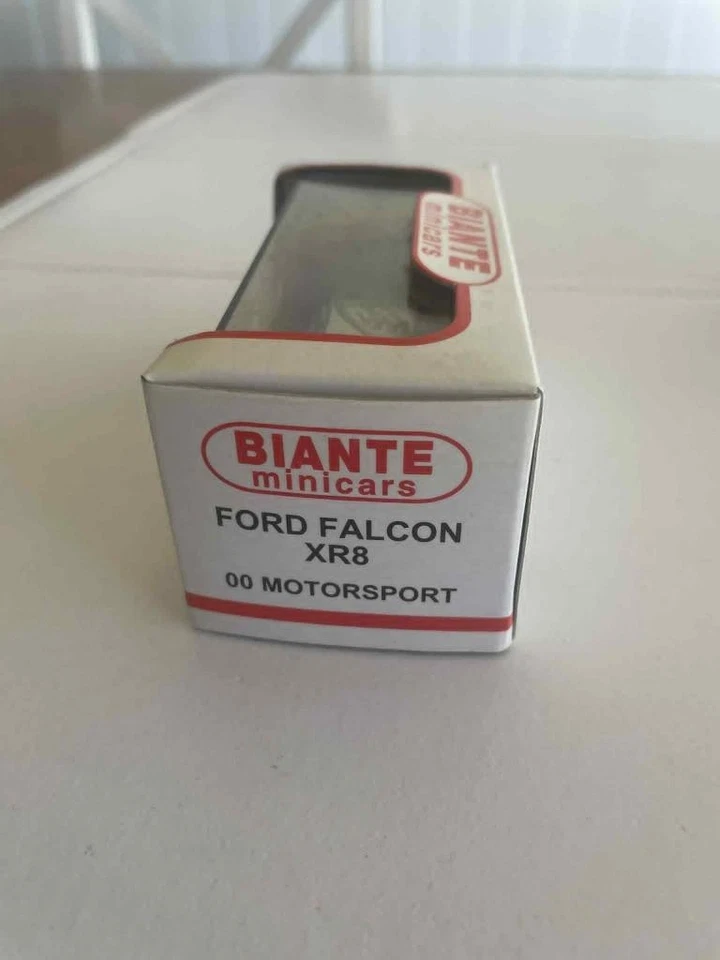 BIANTE
minicars
BIANTE
minicars
FORD FALCON
XR8
00 MOTORSPORT